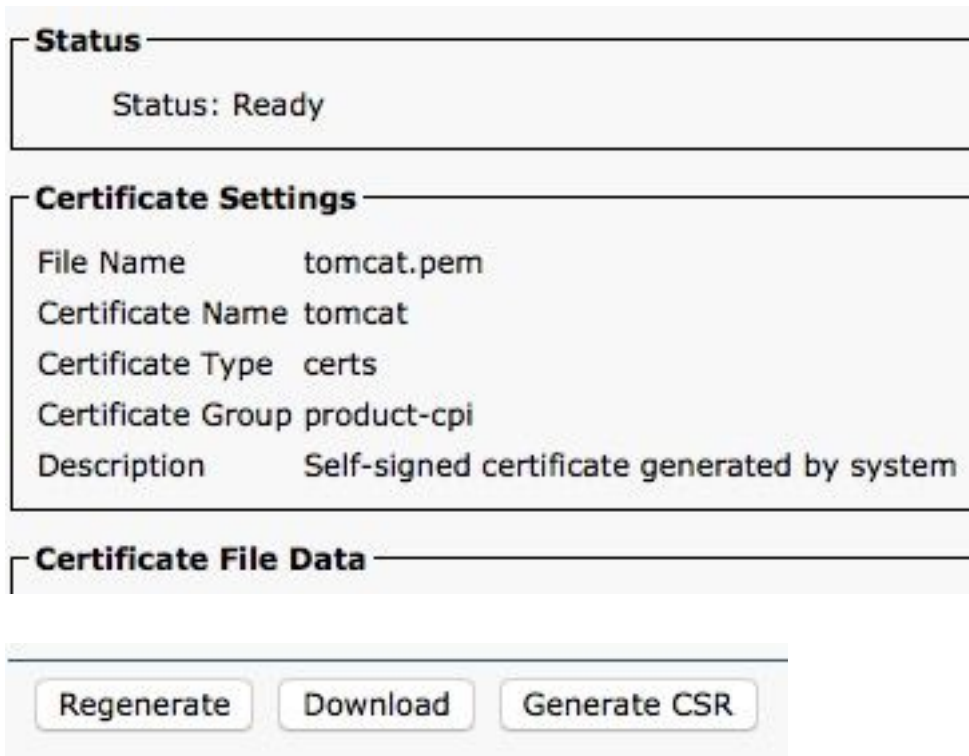 Status
Status: Ready
Certificate Settings
File Name tomcat.pem
Certificate Name tomcat
Certificate Type certs
Certificate Group product-cpi
Description Self-signed certificate generated by system
Certificate File Data
Regenerate Download Generate CSR